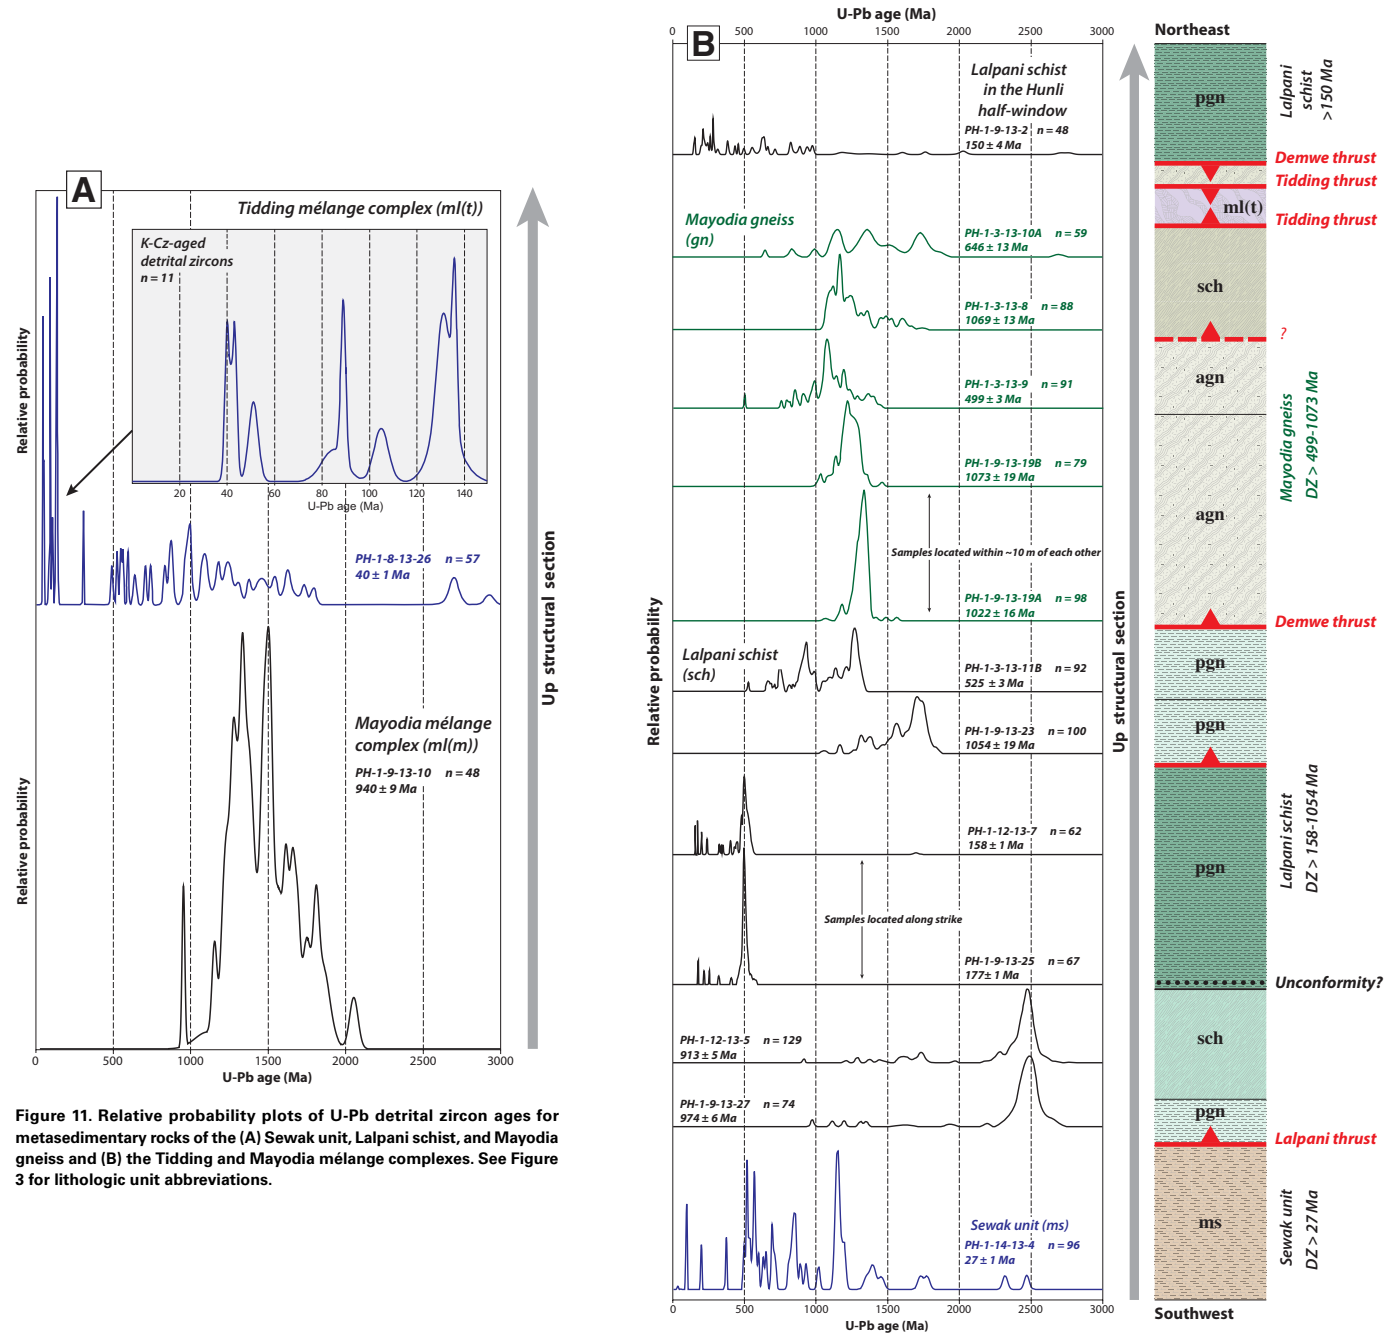 A
Tidding mélange complex (ml(t))
K-Cz-aged
detrital zircons
n = 11
20
40
60
80
100
120
140
U-Pb age (Ma)
Relative probability
PH-1-8-13-26 n = 57
40 ± 1 Ma
Mayodia mélange
complex (ml(m))
PH-1-9-13-10 n = 48
940 ± 9 Ma
Relative probability
0
500
1000
1500
2000
2500
3000
U-Pb age (Ma)
Up structural section
Figure 11. Relative probability plots of U-Pb detrital zircon ages for
metasedimentary rocks of the (A) Sewak unit, Lalpani schist, and Mayodia
gneiss and (B) the Tidding and Mayodia mélange complexes. See Figure
3 for lithologic unit abbreviations.
U-Pb age (Ma)
0
500
1000
1500
2000
2500
3000
B
Lalpani schist
in the Hunli
half-window
PH-1-9-13-2 n = 48
150 ± 4 Ma
Mayodia gneiss
(gn)
PH-1-3-13-10A n = 59
646 ± 13 Ma
PH-1-3-13-8 n = 88
1069 ± 13 Ma
PH-1-3-13-9 n = 91
499 ± 3 Ma
PH-1-9-13-19B n = 79
1073 ± 19 Ma
Samples located within ~10 m of each other
PH-1-9-13-19A n = 98
1022 ± 16 Ma
Lalpani schist
(sch)
PH-1-3-13-11B n = 92
525 ± 3 Ma
PH-1-9-13-23 n = 100
1054 ± 19 Ma
PH-1-12-13-7 n = 62
158 ± 1 Ma
Samples located along strike
PH-1-9-13-25 n = 67
177± 1 Ma
PH-1-12-13-5 n = 129
913 ± 5 Ma
PH-1-9-13-27 n = 74
974 ± 6 Ma
Sewak unit (ms)
PH-1-14-13-4 n = 96
27 ± 1 Ma
Relative probability
0
500
1000
1500
2000
2500
3000
U-Pb age (Ma)
Up structural section
Northeast
pgn
Lalpani
schist
>150 Ma
Demwe thrust
Tidding thrust
ml(t)
Tidding thrust
sch
?
agn
agn
Mayodia gneiss
DZ > 499-1073 Ma
Demwe thrust
pgn
pgn
pgn
Lalpani schist
DZ > 158-1054 Ma
Unconformity?
sch
pgn
Lalpani thrust
ms
Sewak unit
DZ > 27 Ma
Southwest